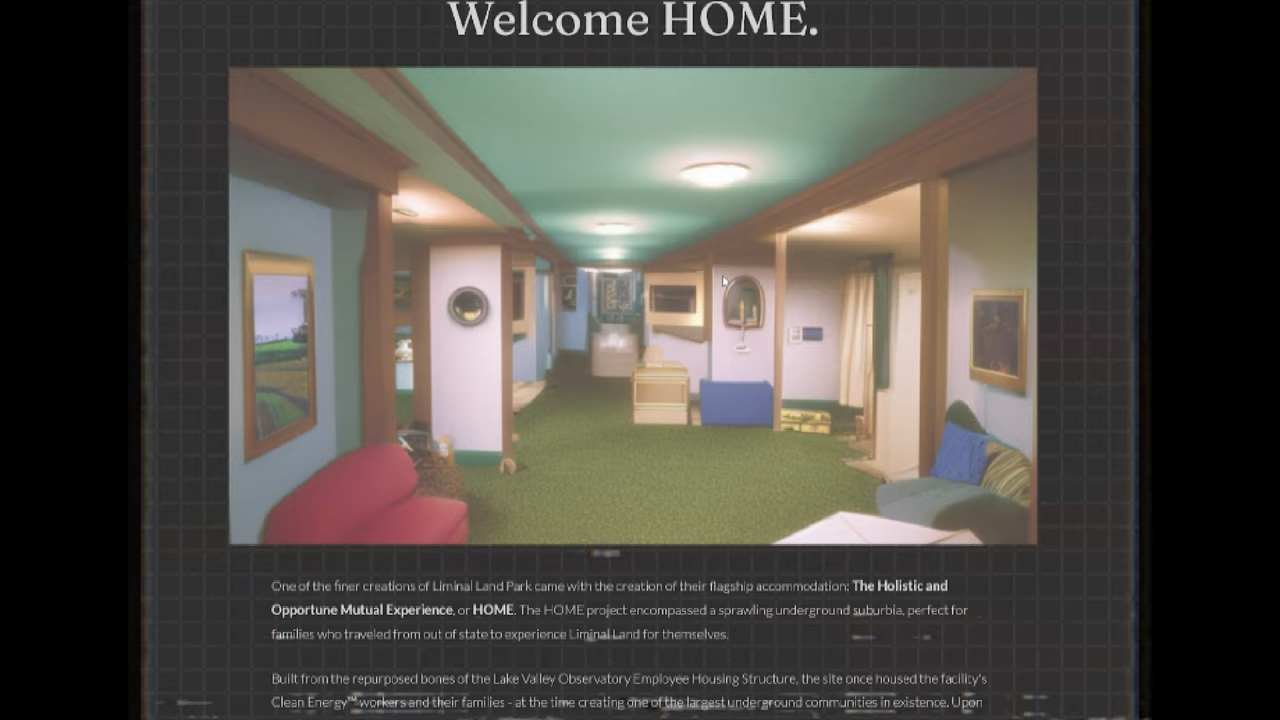 Welcome HOME.
One of the finer creations of Liminal Land Park came with the creation of their flagship accommodation; The Holistic and
Opportune Mutual Experience, or HOME. The HOME project encompassed a sprawling underground suburbia, perfect for
families who traveled from out of state to experience Liminal Land for themselves.
Built from the repurposed bones of the Lake Valley Observatory Employee Housing Structure, the site once housed the facility's
Clean Energy™ workers and their families - at the time creating one of the largest underground communities in existence. Upon